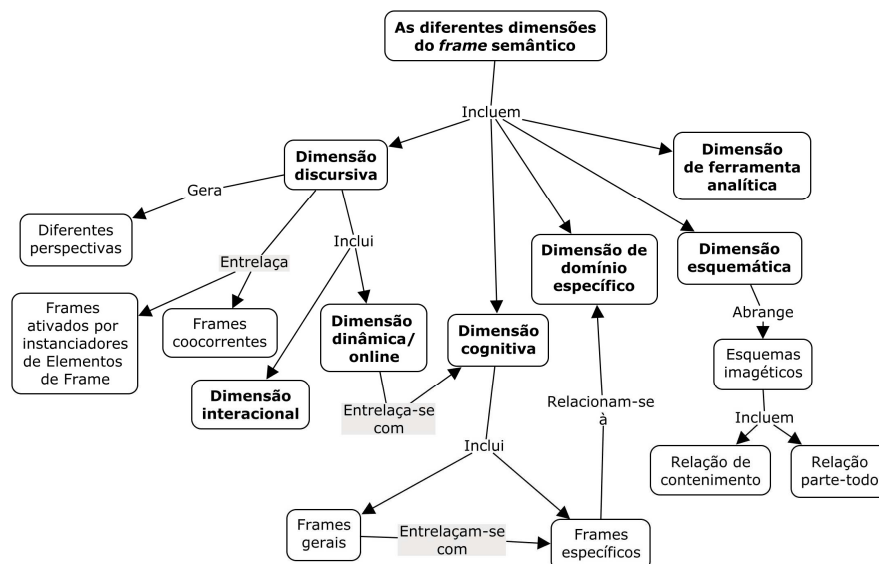 As diferentes dimensões
do frame semântico
Incluem
Dimensão
discursiva
Dimensão
de ferramenta
analítica
Gera
Diferentes
perspectivas
Inclui
Dimensão de
domínio
específico
Dimensão
esquemática
Entrelaça
Frames
ativados por
instanciadores
de Elementos
de Frame
Frames
coocorrentes
Dimensão
dinâmica/
online
Dimensão
cognitiva
Abrange
Esquemas
imagéticos
Dimensão
interacional
Entrelaça-se
com
Relacionam-se
à
Incluem
Inclui
Relação de
contenimento
Relação
parte-todo
Frames
gerais
Entrelaçam-se
com
Frames
específicos